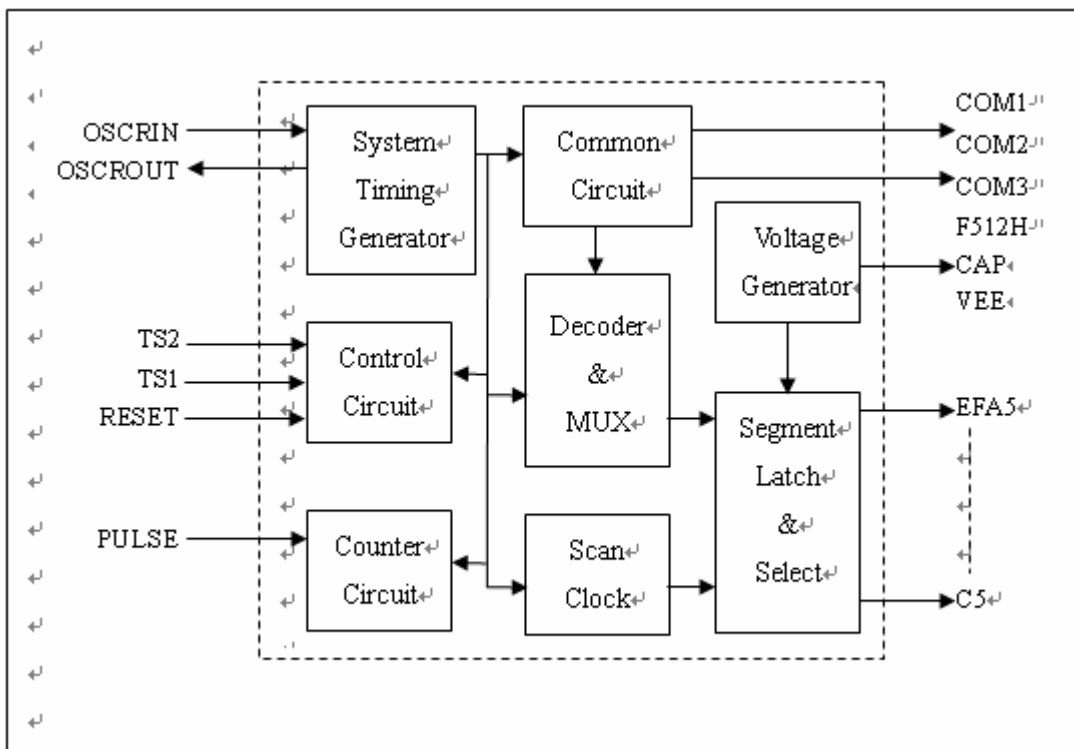 OSCRIN
OSCROUT
System
Timing
Generator
Common
Circuit
COM1
COM2
COM3
F512H
CAP
VEE
Voltage
Generator
TS2
TS1
RESET
Control
Circuit
Decoder
&
MUX
Segment
Latch
&
Select
EFA5
C5
PULSE
Counter
Circuit
Scan
Clock